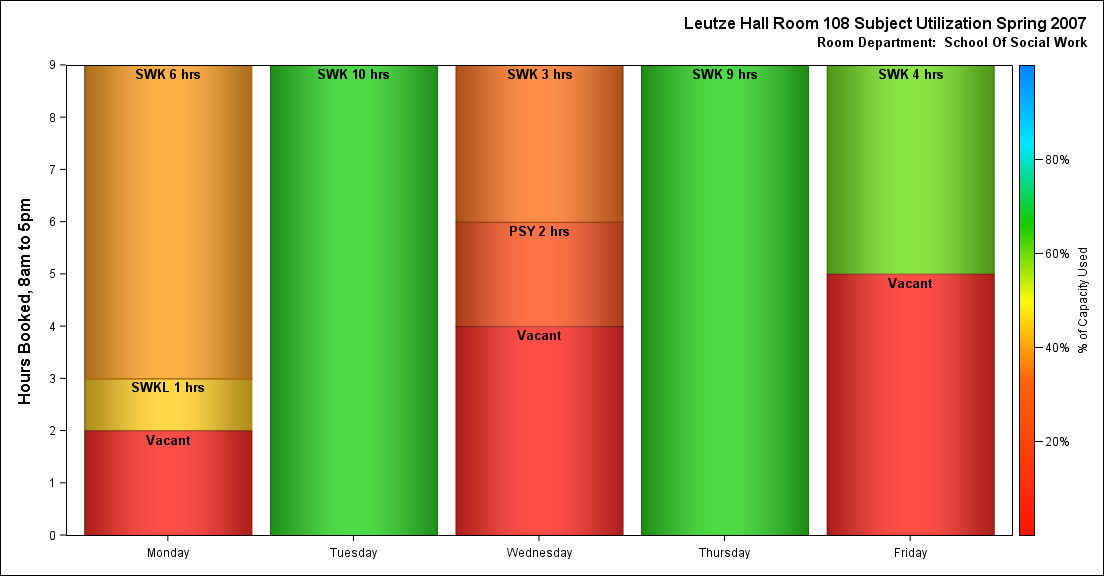 Leutze Hall Room 108 Subject Utilization Spring 2007
Room Department:  School Of Social Work
Hours Booked, 8am to 5pm
9
8
7
6
5
4
3
2
1
0
SWK 6 hrs
SWKL 1 hrs
Vacant
SWK 10 hrs
SWK 3 hrs
PSY 2 hrs
Vacant
SWK 9 hrs
SWK 4 hrs
Vacant
Monday
Tuesday
Wednesday
Thursday
Friday
80%
60%
40%
20%
% of Capacity Used